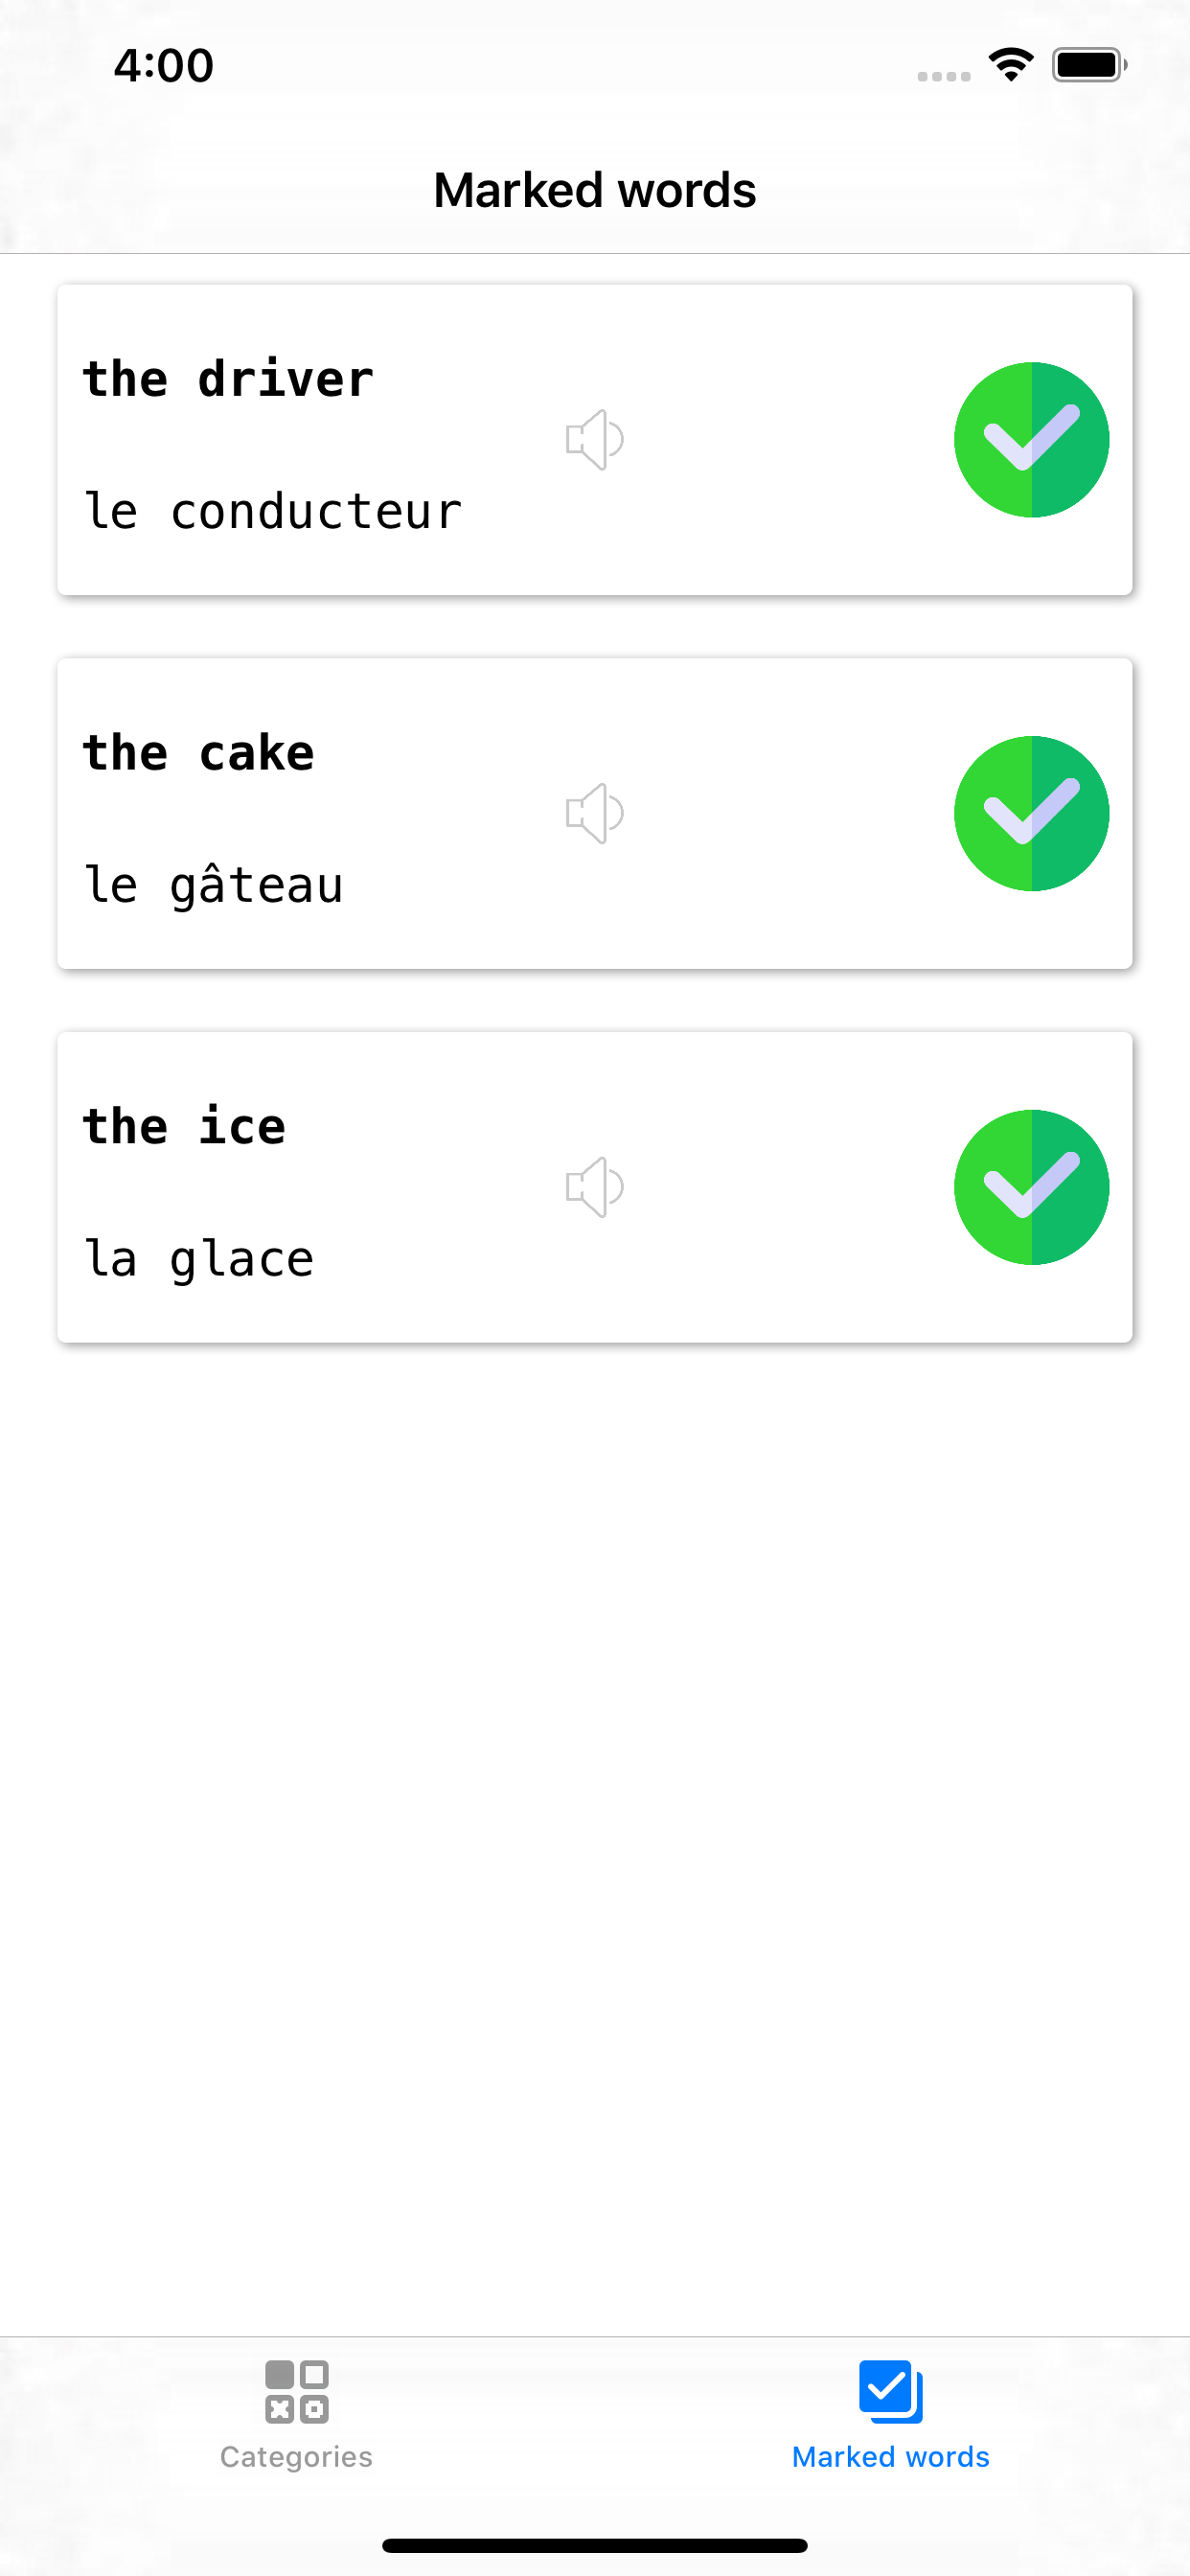 4:00
Marked words
the driver
le conducteur
the cake
le gâteau
the ice
la glace
Categories
Marked words